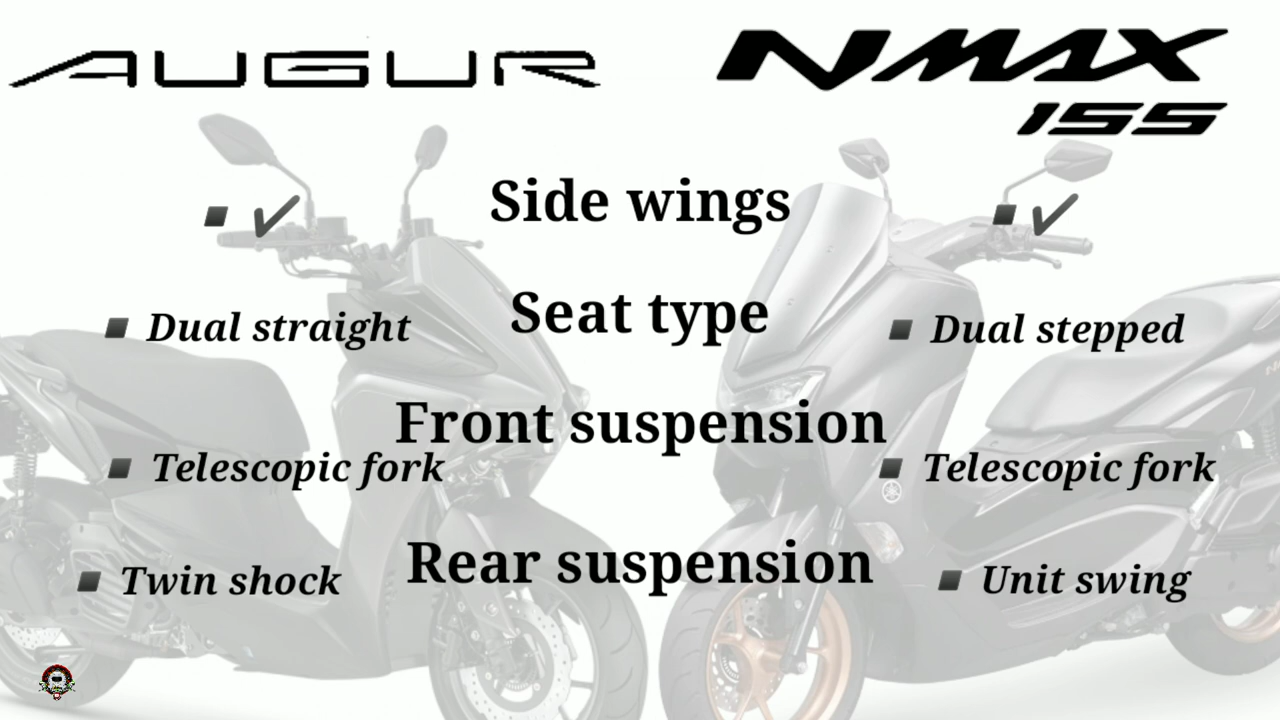 AUGUR
NMAX
155
▪ ✔ Side wings ▪ ✔
Seat type
▪ Dual straight ▪ Dual stepped
Front suspension
▪ Telescopic fork ▪ Telescopic fork
Rear suspension
▪ Twin shock ▪ Unit swing